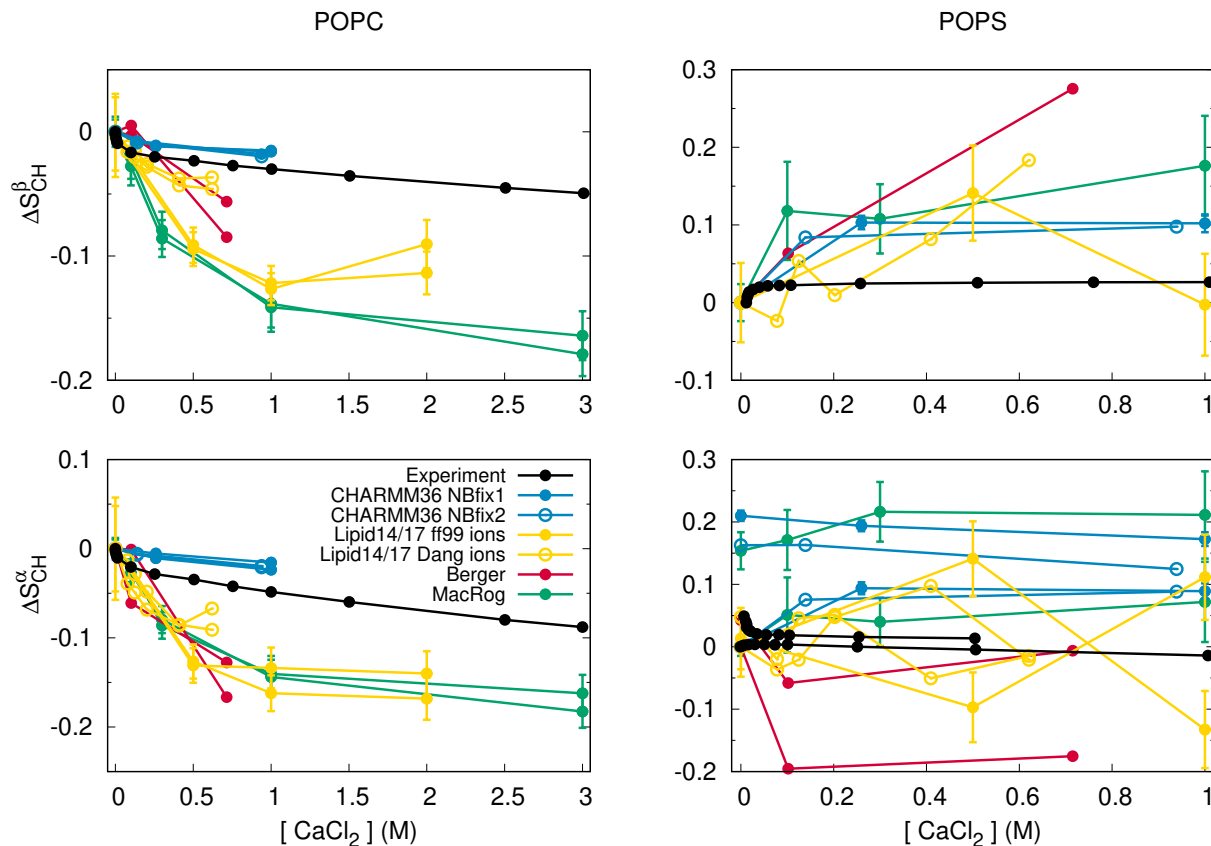 POPC
POPS
ΔS_CH^β
0
-0.1
-0.2
0 0.5 1 1.5 2 2.5 3
0.3
0.2
0.1
0
-0.1
0 0.2 0.4 0.6 0.8 1
ΔS_CH^α
0.1
0
-0.1
-0.2
Experiment
CHARMM36 NBfix1
CHARMM36 NBfix2
Lipid14/17 ff99 ions
Lipid14/17 Dang ions
Berger
MacRog
0 0.5 1 1.5 2 2.5 3
[ CaCl₂ ] (M)
0.3
0.2
0.1
0
-0.1
-0.2
0 0.2 0.4 0.6 0.8 1
[ CaCl₂ ] (M)